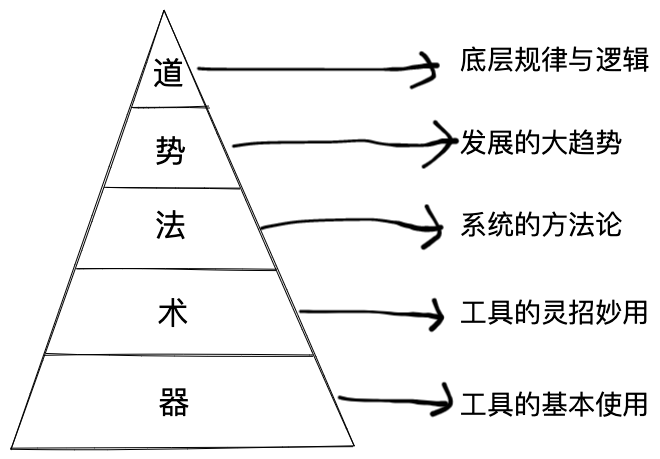 道
底层规律与逻辑
势
发展的大趋势
法
系统的方法论
术
工具的灵招妙用
器
工具的基本使用